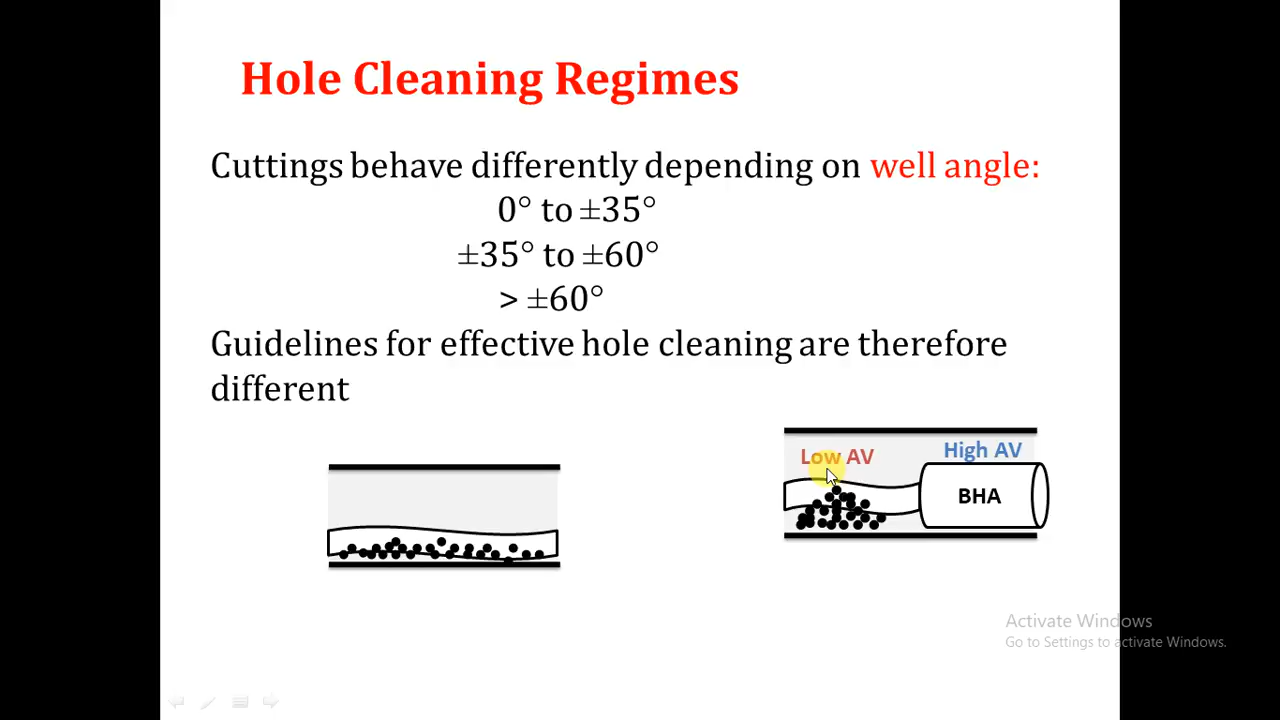 Hole Cleaning Regimes
Cuttings behave differently depending on well angle:
0° to ±35°
±35° to ±60°
> ±60°
Guidelines for effective hole cleaning are therefore
different
Low AV
High AV
BHA
Activate Windows
Go to Settings to activate Windows.